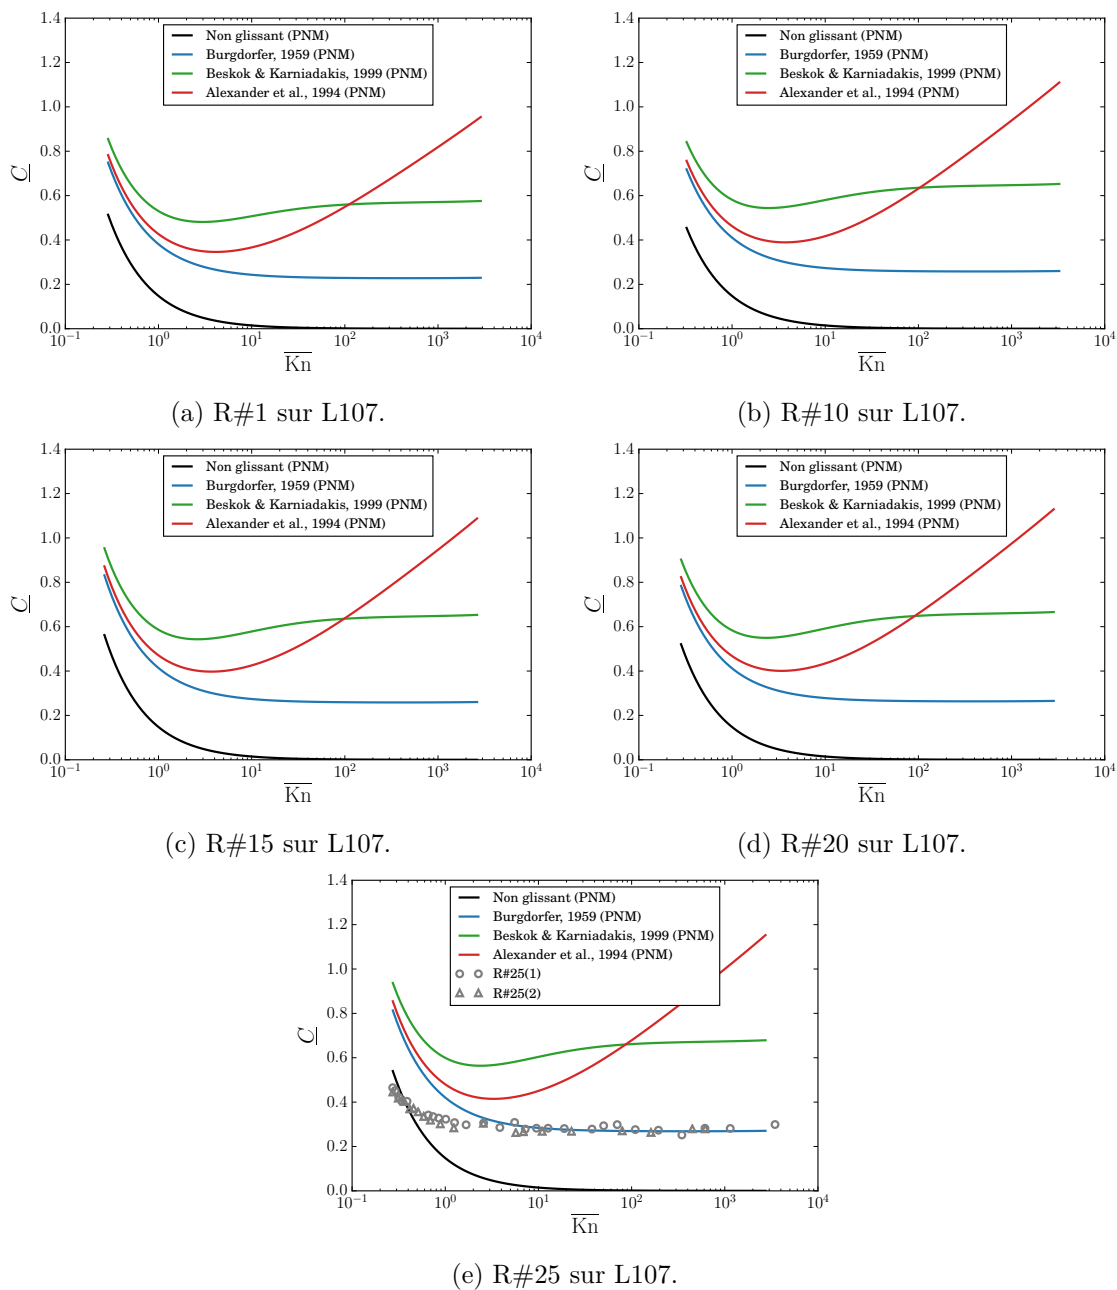 1.4
1.2
1.0
0.8
0.6
0.4
0.2
0.0
C
10⁻¹ 10⁰ 10¹ 10² 10³ 10⁴
Kn
Non glissant (PNM)
Burgdorfer, 1959 (PNM)
Beskok & Karniadakis, 1999 (PNM)
Alexander et al., 1994 (PNM)
(a) R#1 sur L107.
1.4
1.2
1.0
0.8
0.6
0.4
0.2
0.0
C
10⁻¹ 10⁰ 10¹ 10² 10³ 10⁴
Kn
Non glissant (PNM)
Burgdorfer, 1959 (PNM)
Beskok & Karniadakis, 1999 (PNM)
Alexander et al., 1994 (PNM)
(b) R#10 sur L107.
1.4
1.2
1.0
0.8
0.6
0.4
0.2
0.0
C
10⁻¹ 10⁰ 10¹ 10² 10³ 10⁴
Kn
Non glissant (PNM)
Burgdorfer, 1959 (PNM)
Beskok & Karniadakis, 1999 (PNM)
Alexander et al., 1994 (PNM)
(c) R#15 sur L107.
1.4
1.2
1.0
0.8
0.6
0.4
0.2
0.0
C
10⁻¹ 10⁰ 10¹ 10² 10³ 10⁴
Kn
Non glissant (PNM)
Burgdorfer, 1959 (PNM)
Beskok & Karniadakis, 1999 (PNM)
Alexander et al., 1994 (PNM)
(d) R#20 sur L107.
1.4
1.2
1.0
0.8
0.6
0.4
0.2
0.0
C
10⁻¹ 10⁰ 10¹ 10² 10³ 10⁴
Kn
Non glissant (PNM)
Burgdorfer, 1959 (PNM)
Beskok & Karniadakis, 1999 (PNM)
Alexander et al., 1994 (PNM)
R#25(1)
R#25(2)
(e) R#25 sur L107.